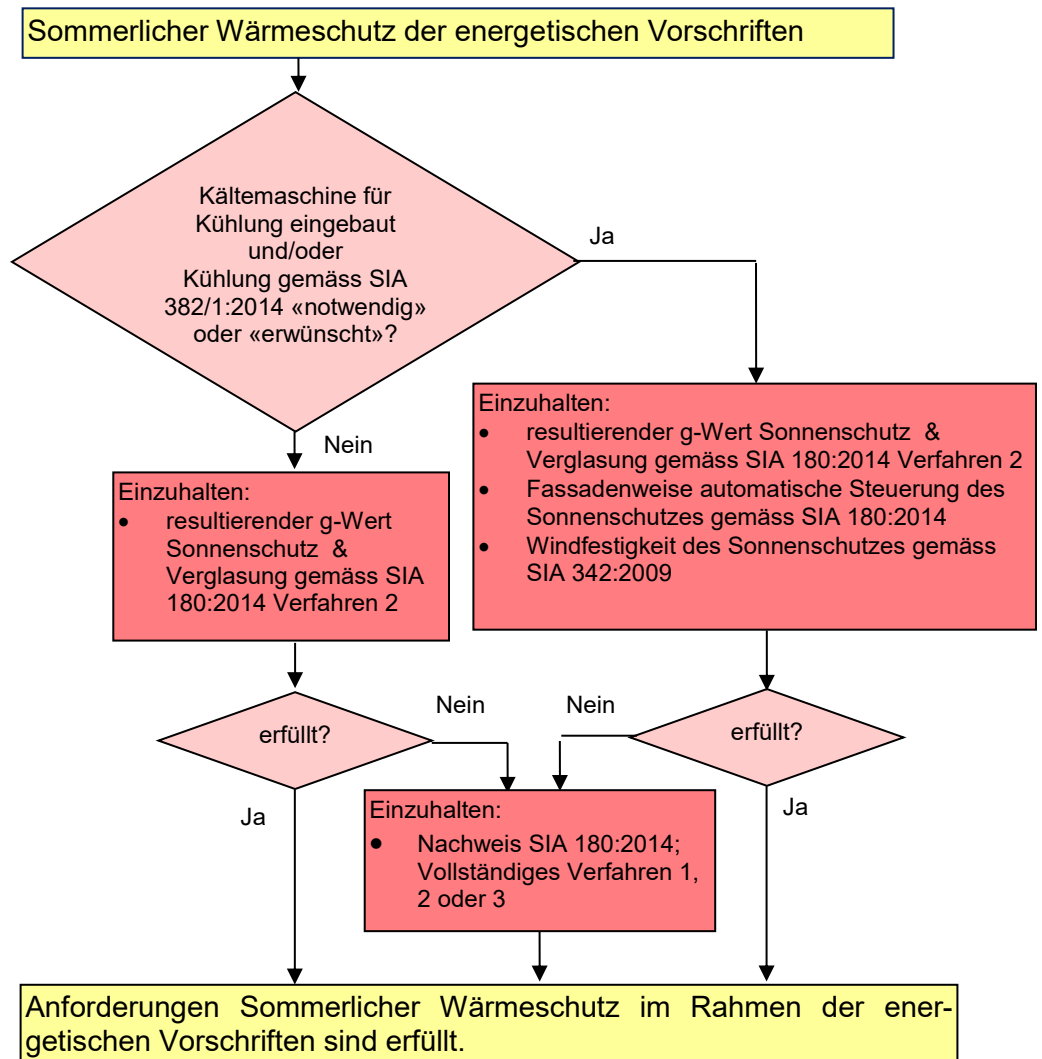 Sommerlicher Wärmeschutz der energetischen Vorschriften
Kältemaschine für
Kühlung eingebaut
und/oder
Kühlung gemäss SIA
382/1:2014 «notwendig»
oder «erwünscht»?
Ja
Nein
Einzuhalten:
• resultierender g-Wert Sonnenschutz &
Verglasung gemäss SIA 180:2014 Verfahren 2
• Fassadenweise automatische Steuerung des
Sonnenschutzes gemäss SIA 180:2014
• Windfestigkeit des Sonnenschutzes gemäss
SIA 342:2009
Einzuhalten:
• resultierender g-Wert
Sonnenschutz &
Verglasung gemäss SIA
180:2014 Verfahren 2
erfüllt?
Nein
Nein
erfüllt?
Ja
Ja
Einzuhalten:
• Nachweis SIA 180:2014;
Vollständiges Verfahren 1,
2 oder 3
Anforderungen Sommerlicher Wärmeschutz im Rahmen der ener-
getischen Vorschriften sind erfüllt.